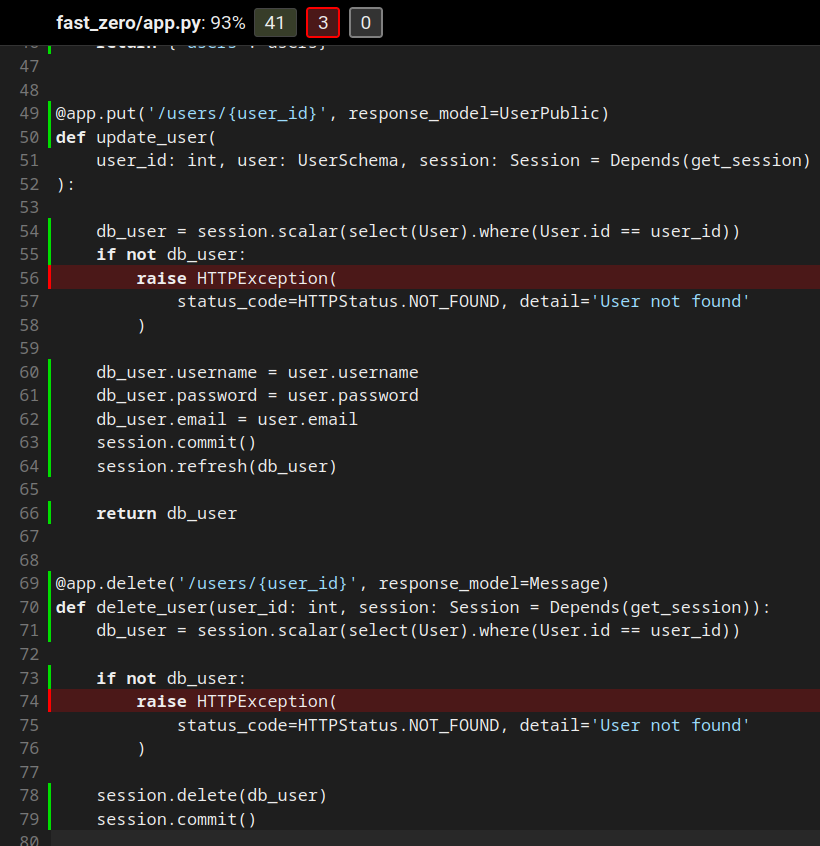 fast_zero/app.py: 93% 41 3 0
46 return {'users': users}
47
48
49 @app.put('/users/{user_id}', response_model=UserPublic)
50 def update_user(
51     user_id: int, user: UserSchema, session: Session = Depends(get_session)
52 ):
53
54     db_user = session.scalar(select(User).where(User.id == user_id))
55     if not db_user:
56         raise HTTPException(
57             status_code=HTTPStatus.NOT_FOUND, detail='User not found'
58         )
59
60     db_user.username = user.username
61     db_user.password = user.password
62     db_user.email = user.email
63     session.commit()
64     session.refresh(db_user)
65
66     return db_user
67
68
69 @app.delete('/users/{user_id}', response_model=Message)
70 def delete_user(user_id: int, session: Session = Depends(get_session)):
71     db_user = session.scalar(select(User).where(User.id == user_id))
72
73     if not db_user:
74         raise HTTPException(
75             status_code=HTTPStatus.NOT_FOUND, detail='User not found'
76         )
77
78     session.delete(db_user)
79     session.commit()
80